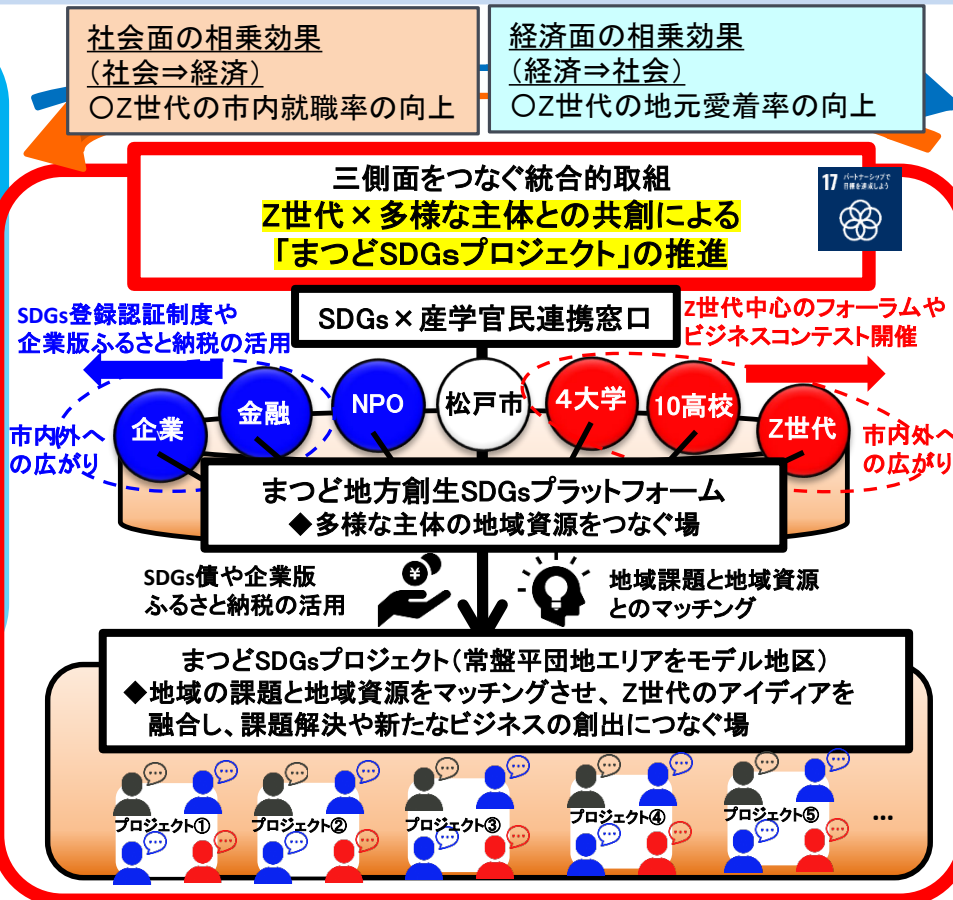 社会面の相乗効果
（社会⇒経済）
○Z世代の市内就職率の向上
経済面の相乗効果
（経済⇒社会）
○Z世代の地元愛着率の向上
三側面をつなぐ統合的取組
Z世代×多様な主体との共創による
「まつどSDGsプロジェクト」の推進
17 パートナーシップで
目標を達成しよう
SDGs×産学官民連携窓口
SDGs登録認証制度や
企業版ふるさと納税の活用
Z世代中心のフォーラムや
ビジネスコンテスト開催
企業
金融
NPO
松戸市
4大学
10高校
Z世代
市内外へ
の広がり
市内外へ
の広がり
まつど地方創生SDGsプラットフォーム
◆多様な主体の地域資源をつなぐ場
SDGs債や企業版
ふるさと納税の活用
¥
地域課題と地域資源
とのマッチング
まつどSDGsプロジェクト（常盤平団地エリアをモデル地区）
◆地域の課題と地域資源をマッチングさせ、Z世代のアイディアを
融合し、課題解決や新たなビジネスの創出につなぐ場
プロジェクト①
プロジェクト②
プロジェクト③
プロジェクト④
プロジェクト⑤
…